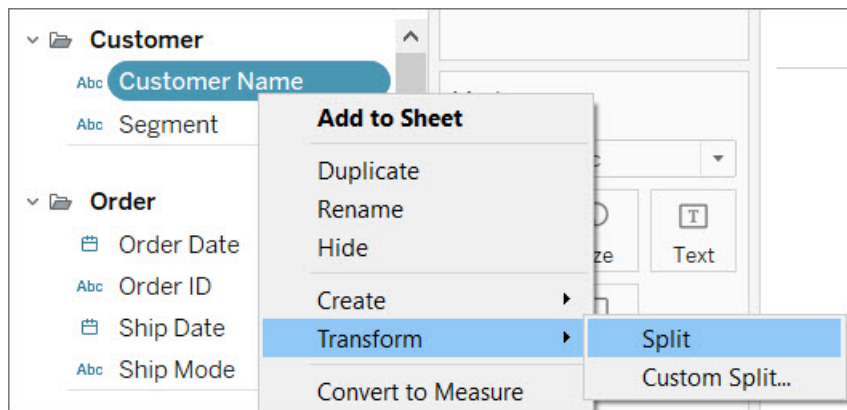 Customer
Abc Customer Name
Abc Segment
Order
Order Date
Abc Order ID
Ship Date
Abc Ship Mode
Add to Sheet
Duplicate
Rename
Hide
Create
Transform
Convert to Measure
Split
Custom Split...
T
Text